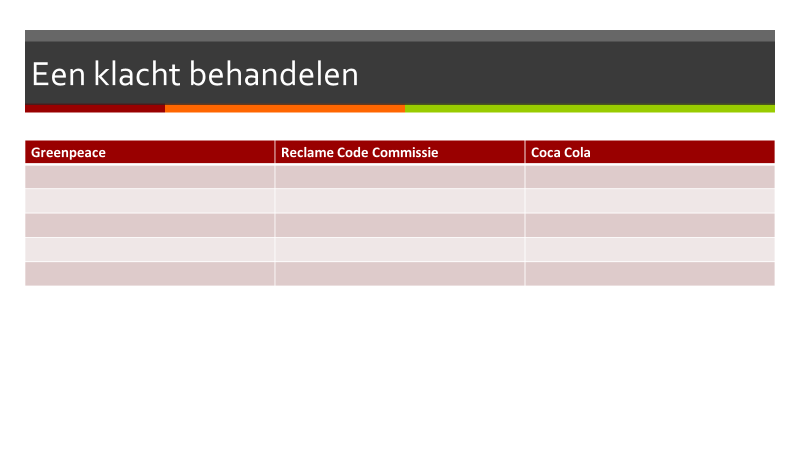 Een klacht behandelen
Greenpeace
Reclame Code Commissie
Coca Cola